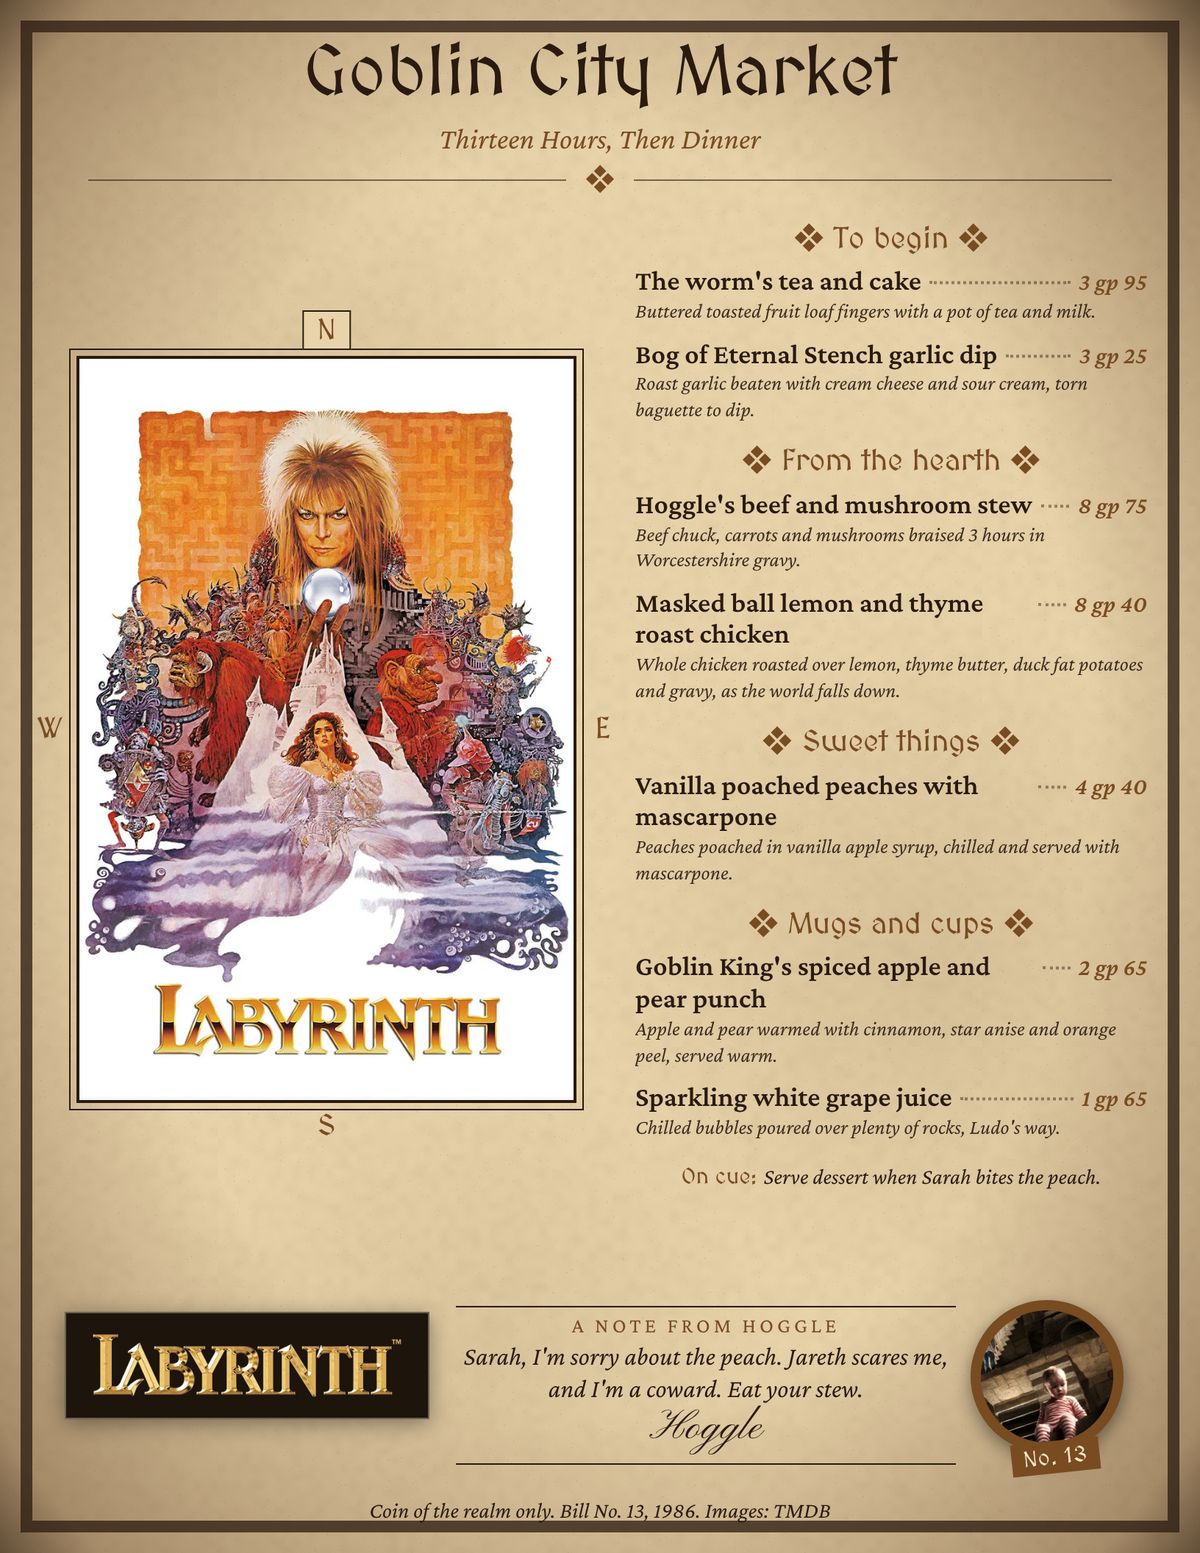 Goblin City Market
Thirteen Hours, Then Dinner
N
W
E
S
LABYRINTH
To begin
The worm's tea and cake 3 gp 95
Buttered toasted fruit loaf fingers with a pot of tea and milk.
Bog of Eternal Stench garlic dip 3 gp 25
Roast garlic beaten with cream cheese and sour cream, torn
baguette to dip.
From the hearth
Hoggle's beef and mushroom stew 8 gp 75
Beef chuck, carrots and mushrooms braised 3 hours in
Worcestershire gravy.
Masked ball lemon and thyme 8 gp 40
roast chicken
Whole chicken roasted over lemon, thyme butter, duck fat potatoes
and gravy, as the world falls down.
Sweet things
Vanilla poached peaches with 4 gp 40
mascarpone
Peaches poached in vanilla apple syrup, chilled and served with
mascarpone.
Mugs and cups
Goblin King's spiced apple and 2 gp 65
pear punch
Apple and pear warmed with cinnamon, star anise and orange
peel, served warm.
Sparkling white grape juice 1 gp 65
Chilled bubbles poured over plenty of rocks, Ludo's way.
On cue: Serve dessert when Sarah bites the peach.
LABYRINTH™
A NOTE FROM HOGGLE
Sarah, I'm sorry about the peach. Jareth scares me,
and I'm a coward. Eat your stew.
Hoggle
No. 13
Coin of the realm only. Bill No. 13, 1986. Images: TMDB